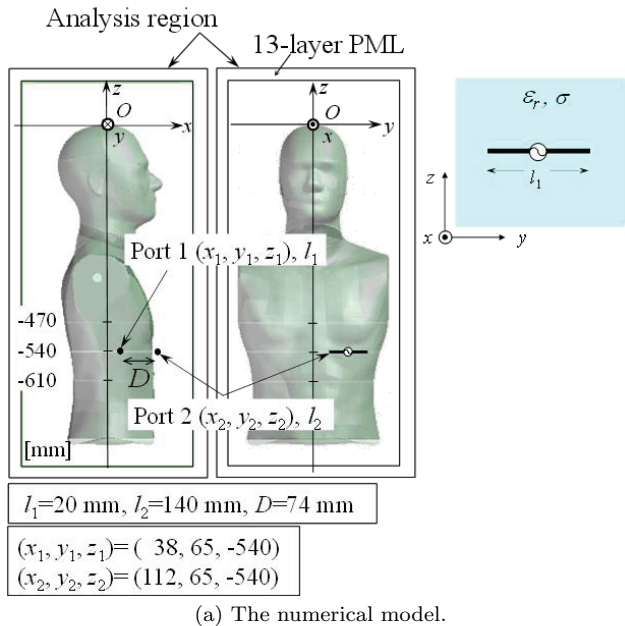 Analysis region
13-layer PML
z
O
x
y
z
O
y
x
εr, σ
l1
z
x
y
Port 1 (x1, y1, z1), l1
-470
-540
-610
D
Port 2 (x2, y2, z2), l2
[mm]
l1=20 mm, l2=140 mm, D=74 mm
(x1, y1, z1)=( 38, 65, -540)
(x2, y2, z2)=(112, 65, -540)
(a) The numerical model.